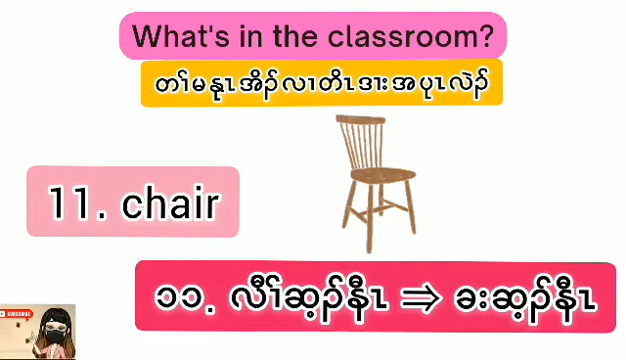 What's in the classroom?
တၢ်မနုၤအိၣ်လၢတီၤဒၢးအပုၤလဲၣ်
11. chair
၁၁. လီၢ်ဆ့ၣ်နီၤ ⇒ ခးဆ့ၣ်နီၤ
SUBSCRIBE